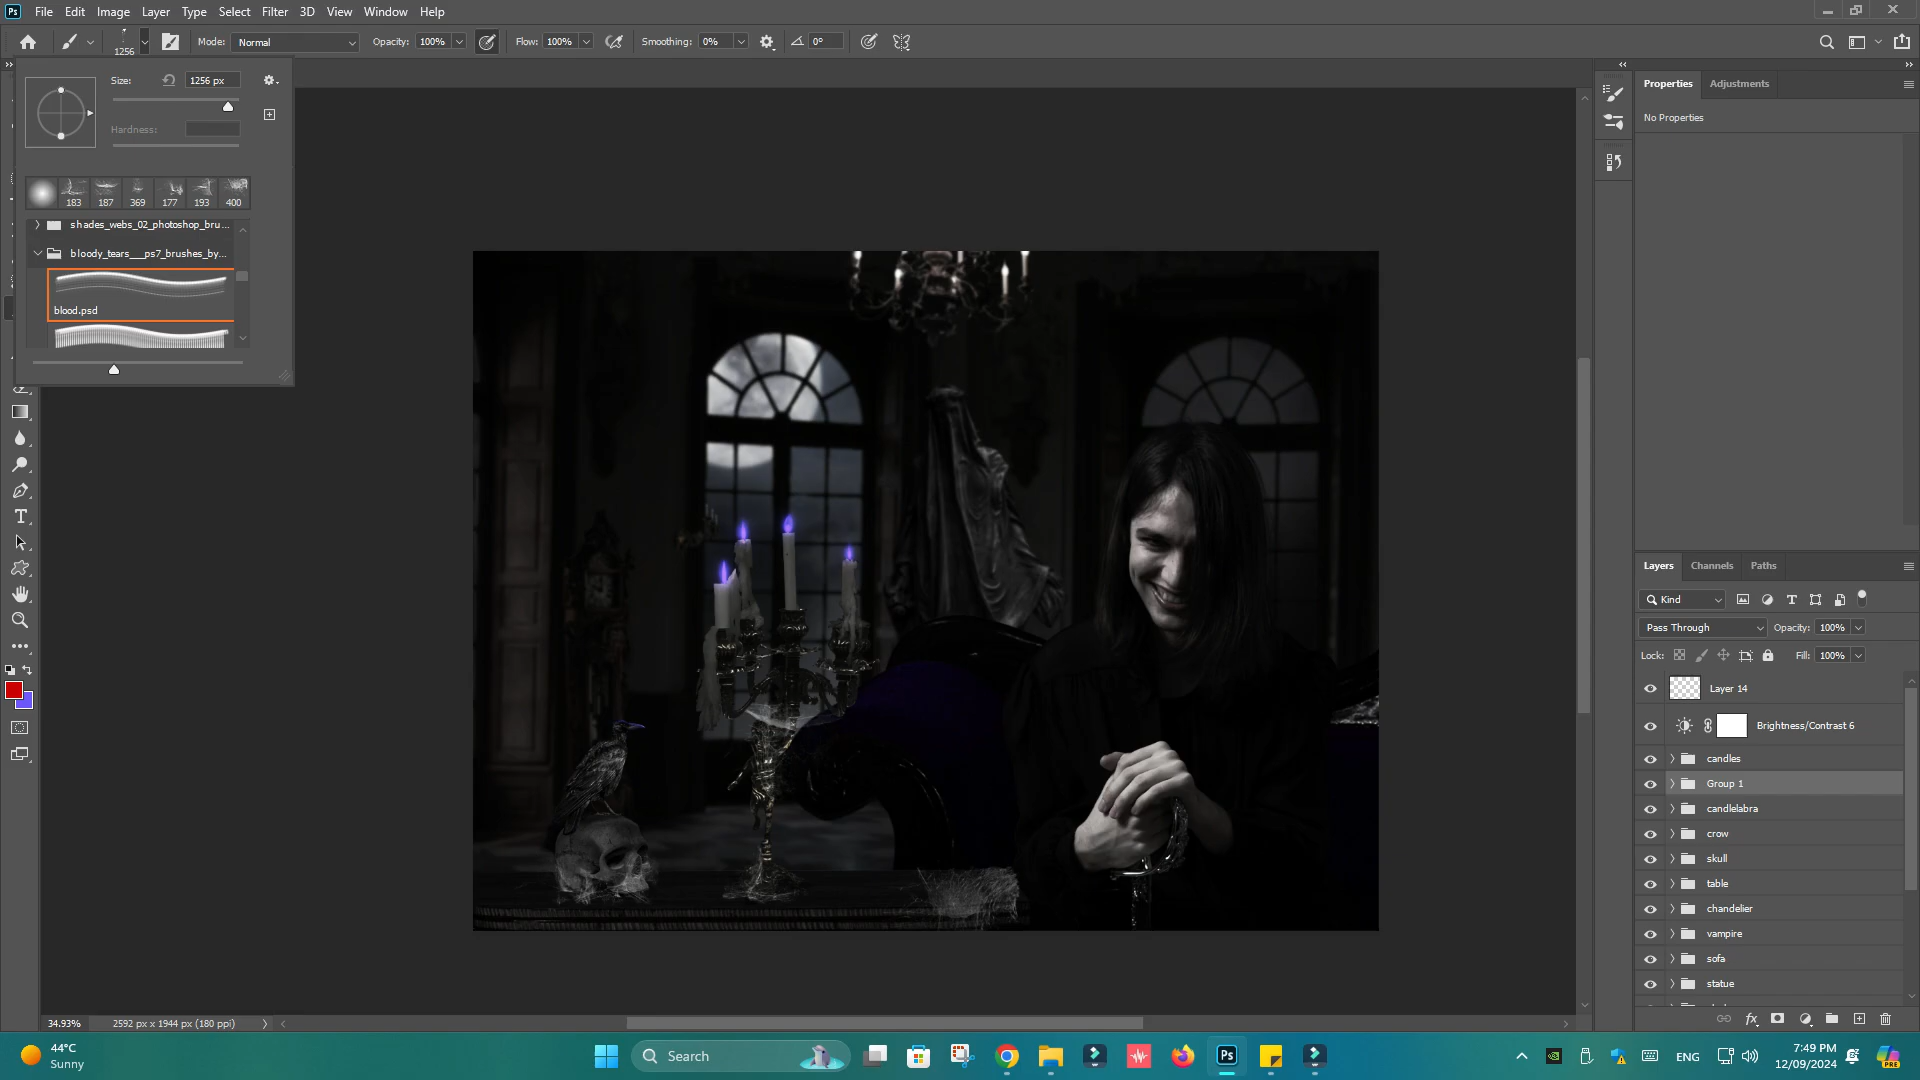 Ps File Edit Image Layer Type Select Filter 3D View Window Help
1256 Mode: Normal Opacity: 100% Flow: 100% Smoothing: 0% 0°
Size: 1256 px
Hardness:
183 187 369 177 193 400
shades_webs_02_photoshop_bru...
bloody_tears___ps7_brushes_by...
blood.psd
Properties Adjustments
No Properties
Layers Channels Paths
Kind
Pass Through Opacity: 100%
Lock: Fill: 100%
Layer 14
Brightness/Contrast 6
candles
Group 1
candlelabra
crow
skull
table
chandelier
vampire
sofa
statue
34.93% 2592 px x 1944 px (180 ppi)
44°C
Sunny
Search
Ps
ENG
7:49 PM
12/09/2024
PRE